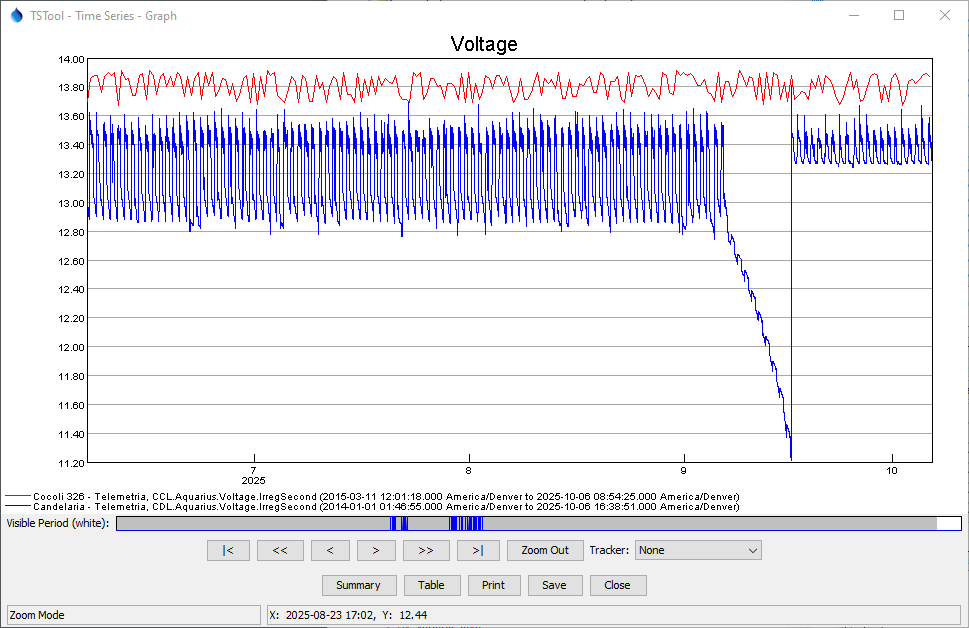 TSTool - Time Series - Graph
Voltage
14.00
13.80
13.60
13.40
13.20
13.00
12.80
12.60
12.40
12.20
12.00
11.80
11.60
11.40
11.20
7 8 9 10
2025
Cocoli 326 - Telemetria, CCL.Aquarius.Voltage.IrregSecond (2015-03-11 12:01:18.000 America/Denver to 2025-10-06 08:54:25.000 America/Denver)
Candelaria - Telemetria, CDL.Aquarius.Voltage.IrregSecond (2014-01-01 01:46:55.000 America/Denver to 2025-10-06 16:38:51.000 America/Denver)
Visible Period (white):
|< << < > >> >| Zoom Out Tracker: None
Summary Table Print Save Close
Zoom Mode X: 2025-08-23 17:02, Y: 12.44